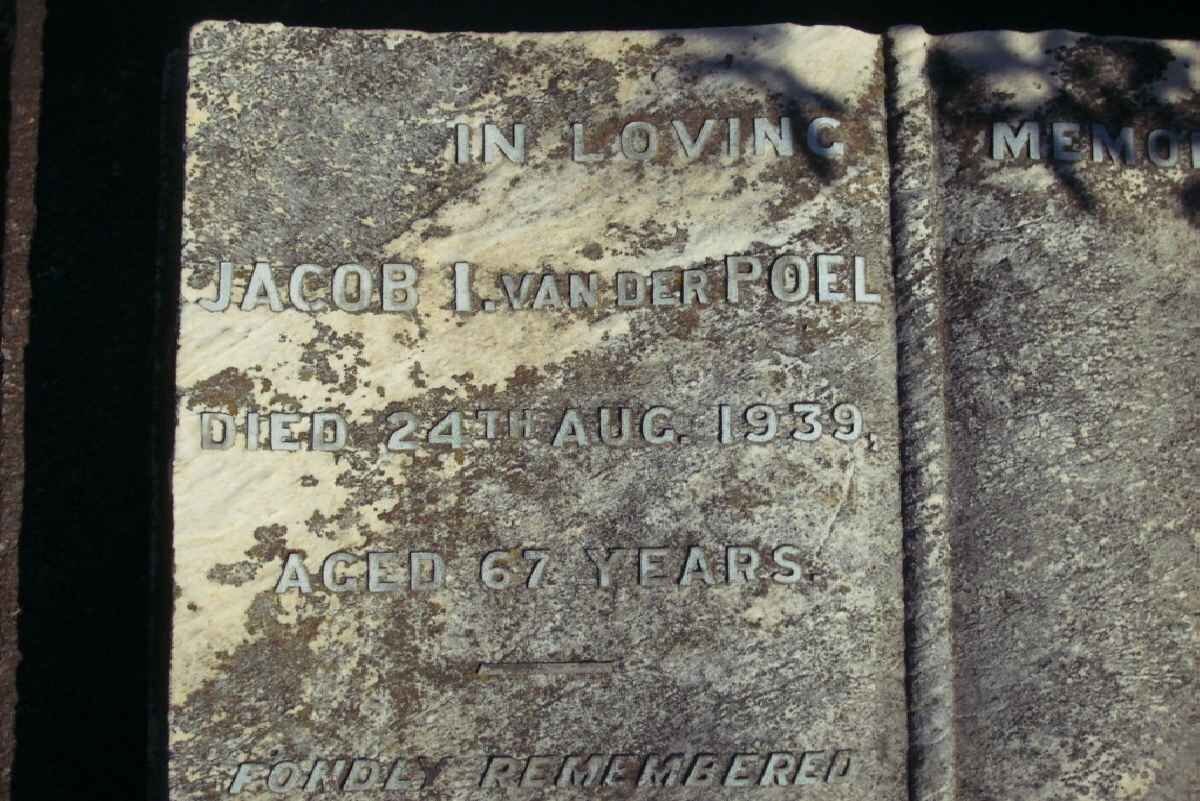 IN LOVING MEMO
JACOB I. VAN DER POEL
DIED 24TH AUG. 1939,
AGED 67 YEARS.
FONDLY REMEMBERED